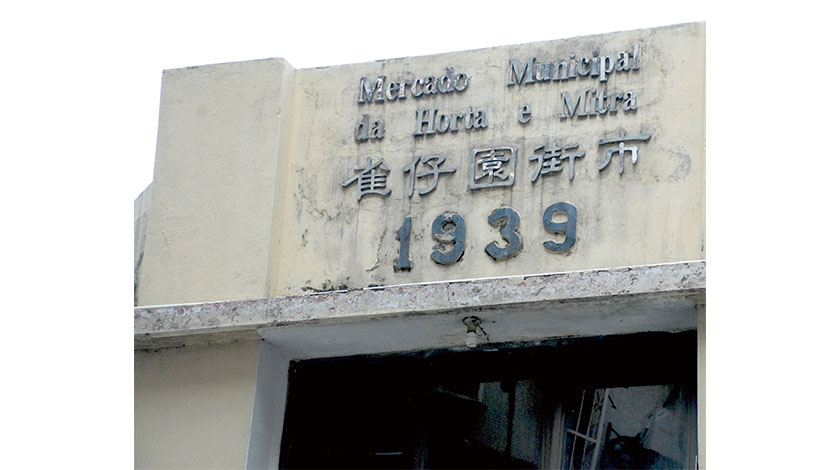 Mercado Municipal
da Horta e Mitra
雀仔園街市
1939